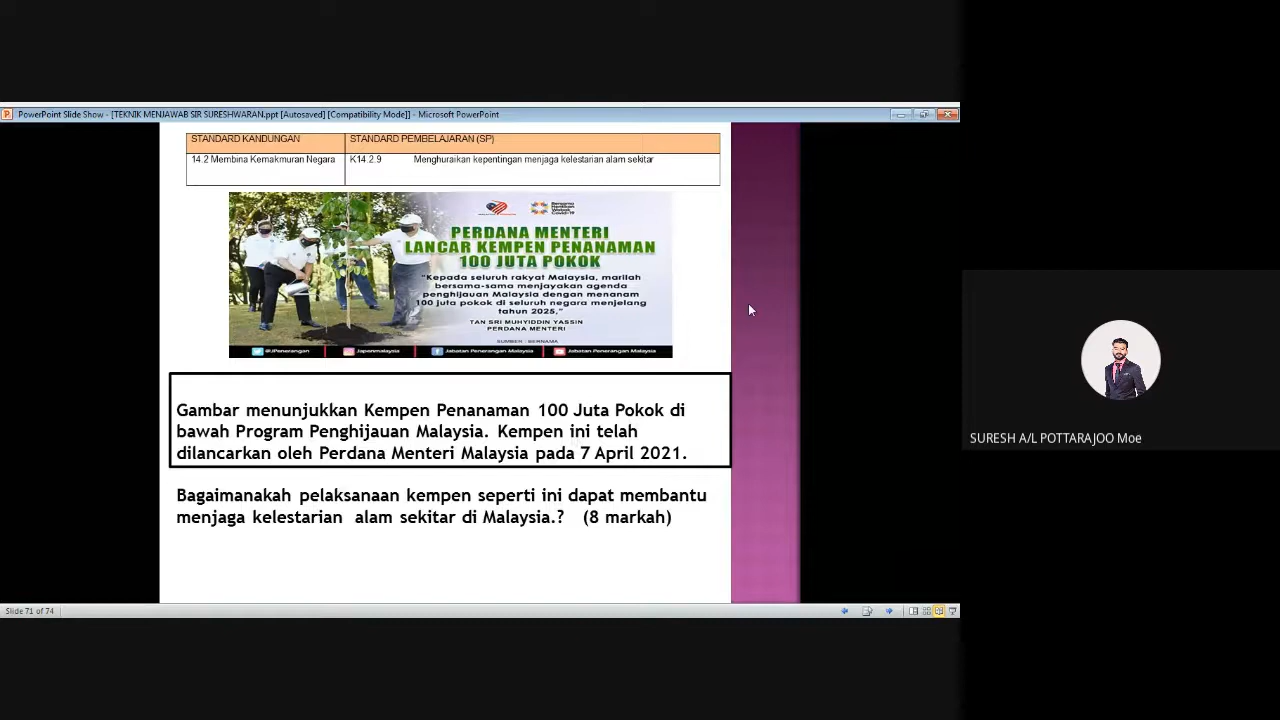 PowerPoint Slide Show - [TEKNIK MENJAWAB SIR SURESHWARAN.ppt [Autosaved] [Compatibility Mode]] - Microsoft PowerPoint
STANDARD KANDUNGAN
STANDARD PEMBELAJARAN (SP)
14.2 Membina Kemakmuran Negara
K14.2.9 Menghuraikan kepentingan menjaga kelestarian alam sekitar
PERDANA MENTERI
LANCAR KEMPEN PENANAMAN
100 JUTA POKOK
"Kepada seluruh rakyat Malaysia, marilah
bersama-sama menjayakan agenda
penghijauan Malaysia dengan menanam
100 juta pokok di seluruh negara menjelang
tahun 2025,"
TAN SRI MUHYIDDIN YASSIN
PERDANA MENTERI
SUMBER : BERNAMA
@JPenerangan
Japenmalaysia
Jabatan Penerangan Malaysia
Jabatan Penerangan Malaysia
Gambar menunjukkan Kempen Penanaman 100 Juta Pokok di
bawah Program Penghijauan Malaysia. Kempen ini telah
dilancarkan oleh Perdana Menteri Malaysia pada 7 April 2021.
Bagaimanakah pelaksanaan kempen seperti ini dapat membantu
menjaga kelestarian alam sekitar di Malaysia.? (8 markah)
Slide 71 of 74
SURESH A/L POTTARAJOO Moe